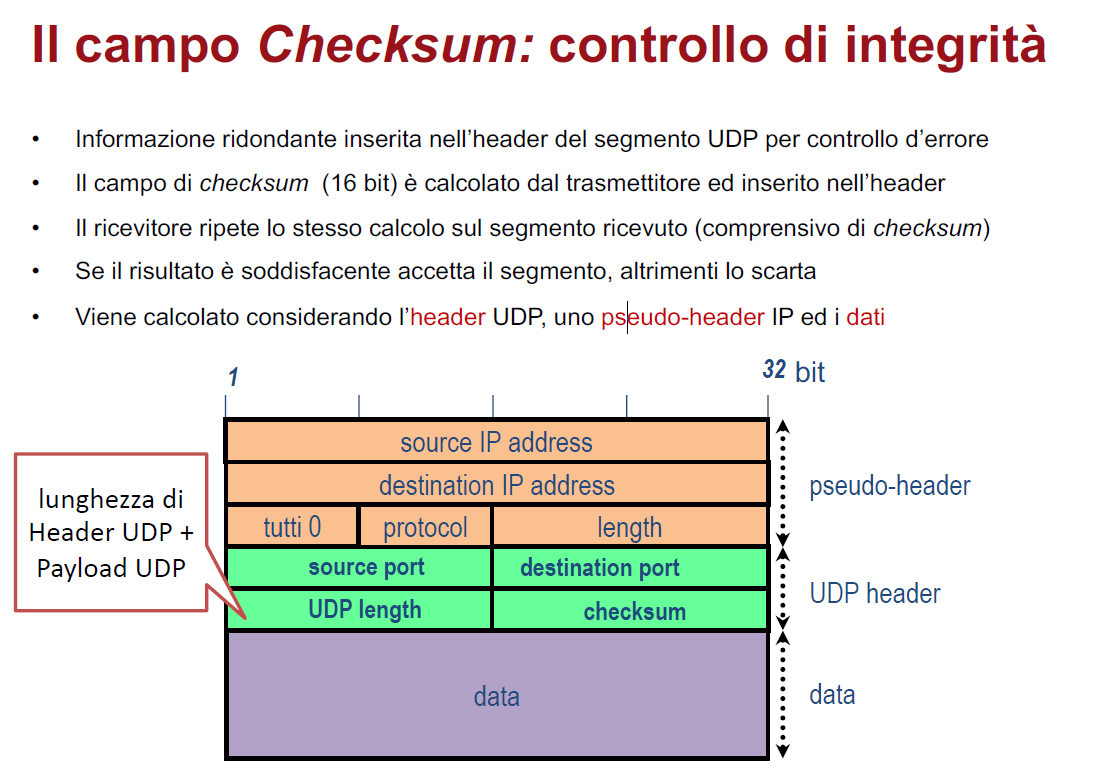 Il campo Checksum: controllo di integrità
• Informazione ridondante inserita nell'header del segmento UDP per controllo d'errore
• Il campo di checksum (16 bit) è calcolato dal trasmettitore ed inserito nell'header
• Il ricevitore ripete lo stesso calcolo sul segmento ricevuto (comprensivo di checksum)
• Se il risultato è soddisfacente accetta il segmento, altrimenti lo scarta
• Viene calcolato considerando l'header UDP, uno pseudo-header IP ed i dati
1 32 bit
source IP address
destination IP address
pseudo-header
tutti 0 protocol length
lunghezza di
Header UDP +
Payload UDP
source port destination port
UDP header
UDP length checksum
data
data